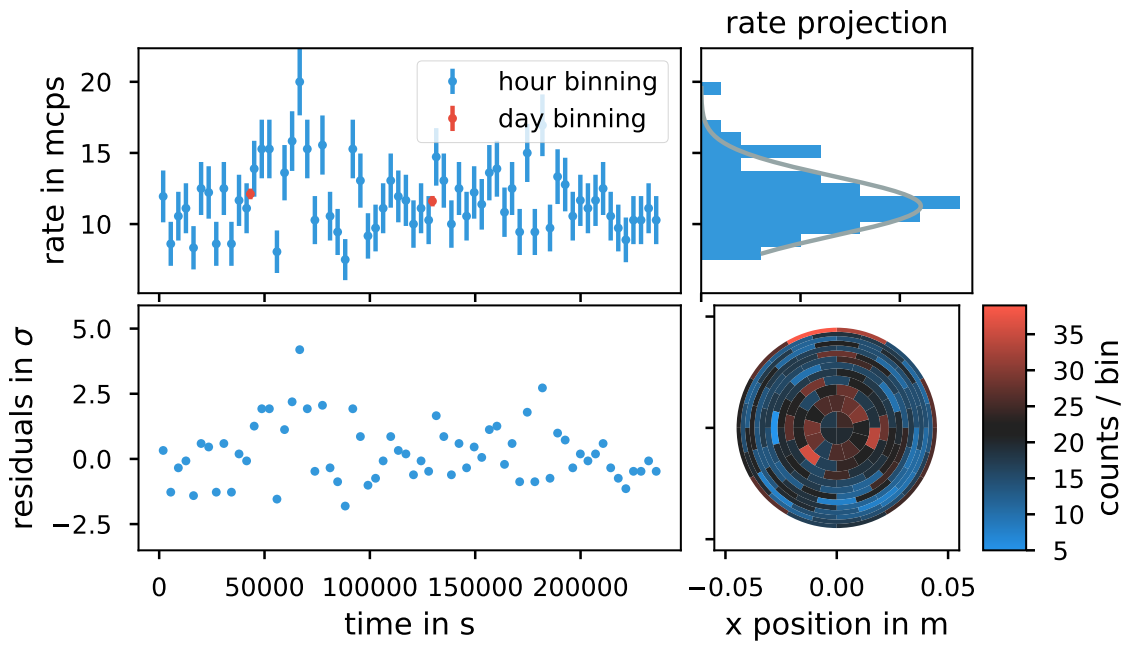 rate projection
rate in mcps
20
15
10
hour binning
day binning
residuals in σ
5.0
2.5
0.0
−2.5
0
50000
100000
150000
200000
time in s
−0.05
0.00
0.05
x position in m
35
30
25
20
15
10
5
counts / bin